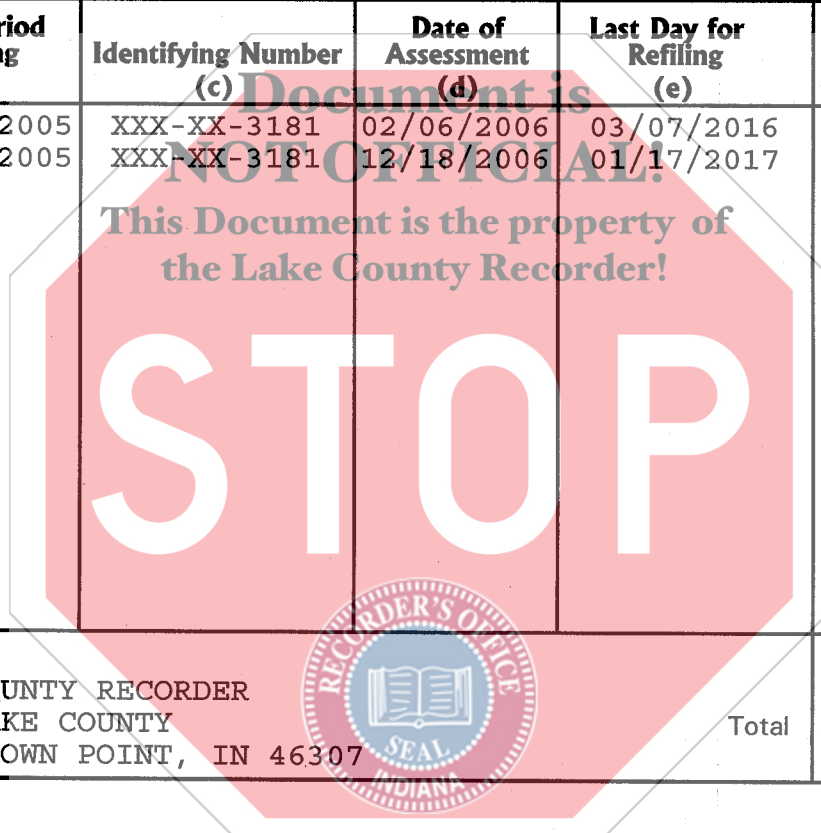 riod
ng
Identifying Number
(c)
Date of
Assessment
(d)
Last Day for
Refiling
(e)
Document is
2005 XXX-XX-3181 02/06/2006 03/07/2016
2005 XXX-XX-3181 12/18/2006 01/17/2017
NOT OFFICIAL!
This Document is the property of
the Lake County Recorder!
STOP
RECORDER'S OFFICE
SEAL
INDIANA
UNTY RECORDER
KE COUNTY
OWN POINT, IN 46307
Total